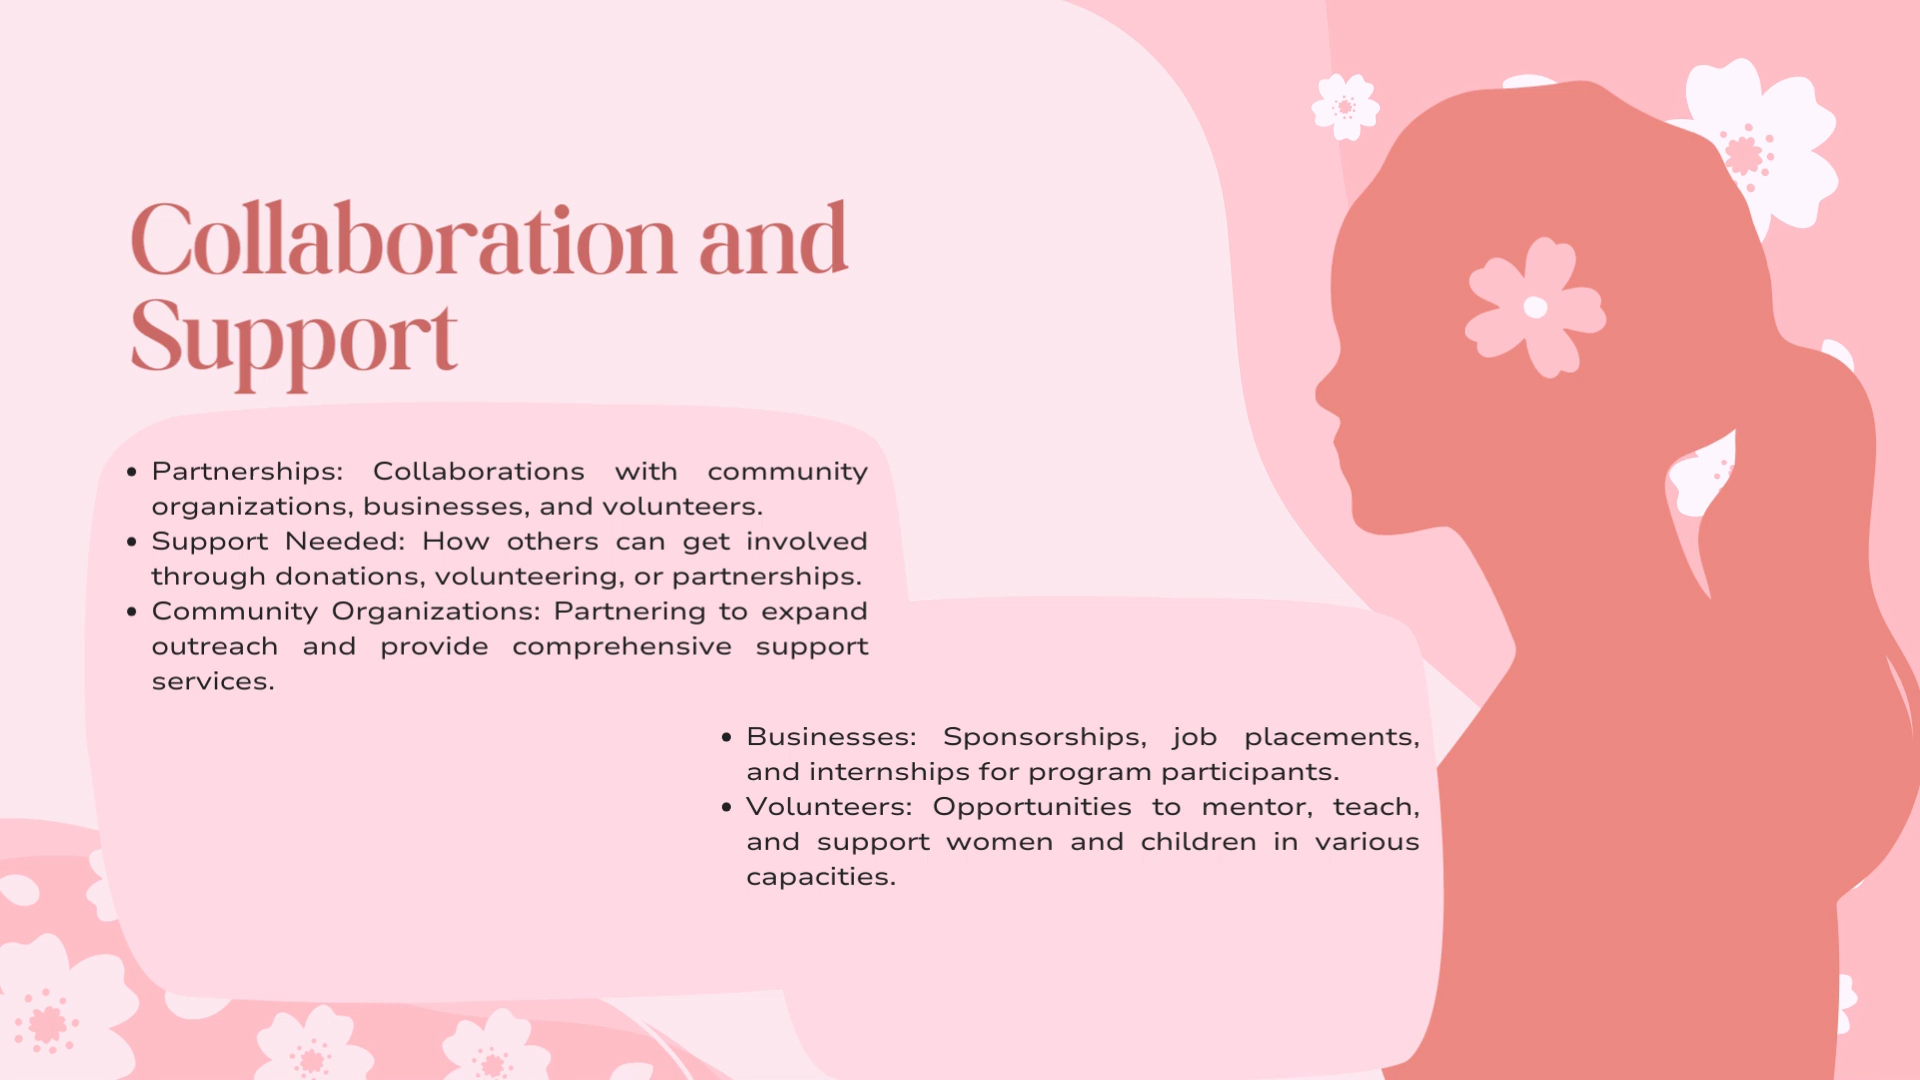 Collaboration and
Support
• Partnerships: Collaborations with community
organizations, businesses, and volunteers.
• Support Needed: How others can get involved
through donations, volunteering, or partnerships.
• Community Organizations: Partnering to expand
outreach and provide comprehensive support
services.
• Businesses: Sponsorships, job placements,
and internships for program participants.
• Volunteers: Opportunities to mentor, teach,
and support women and children in various
capacities.